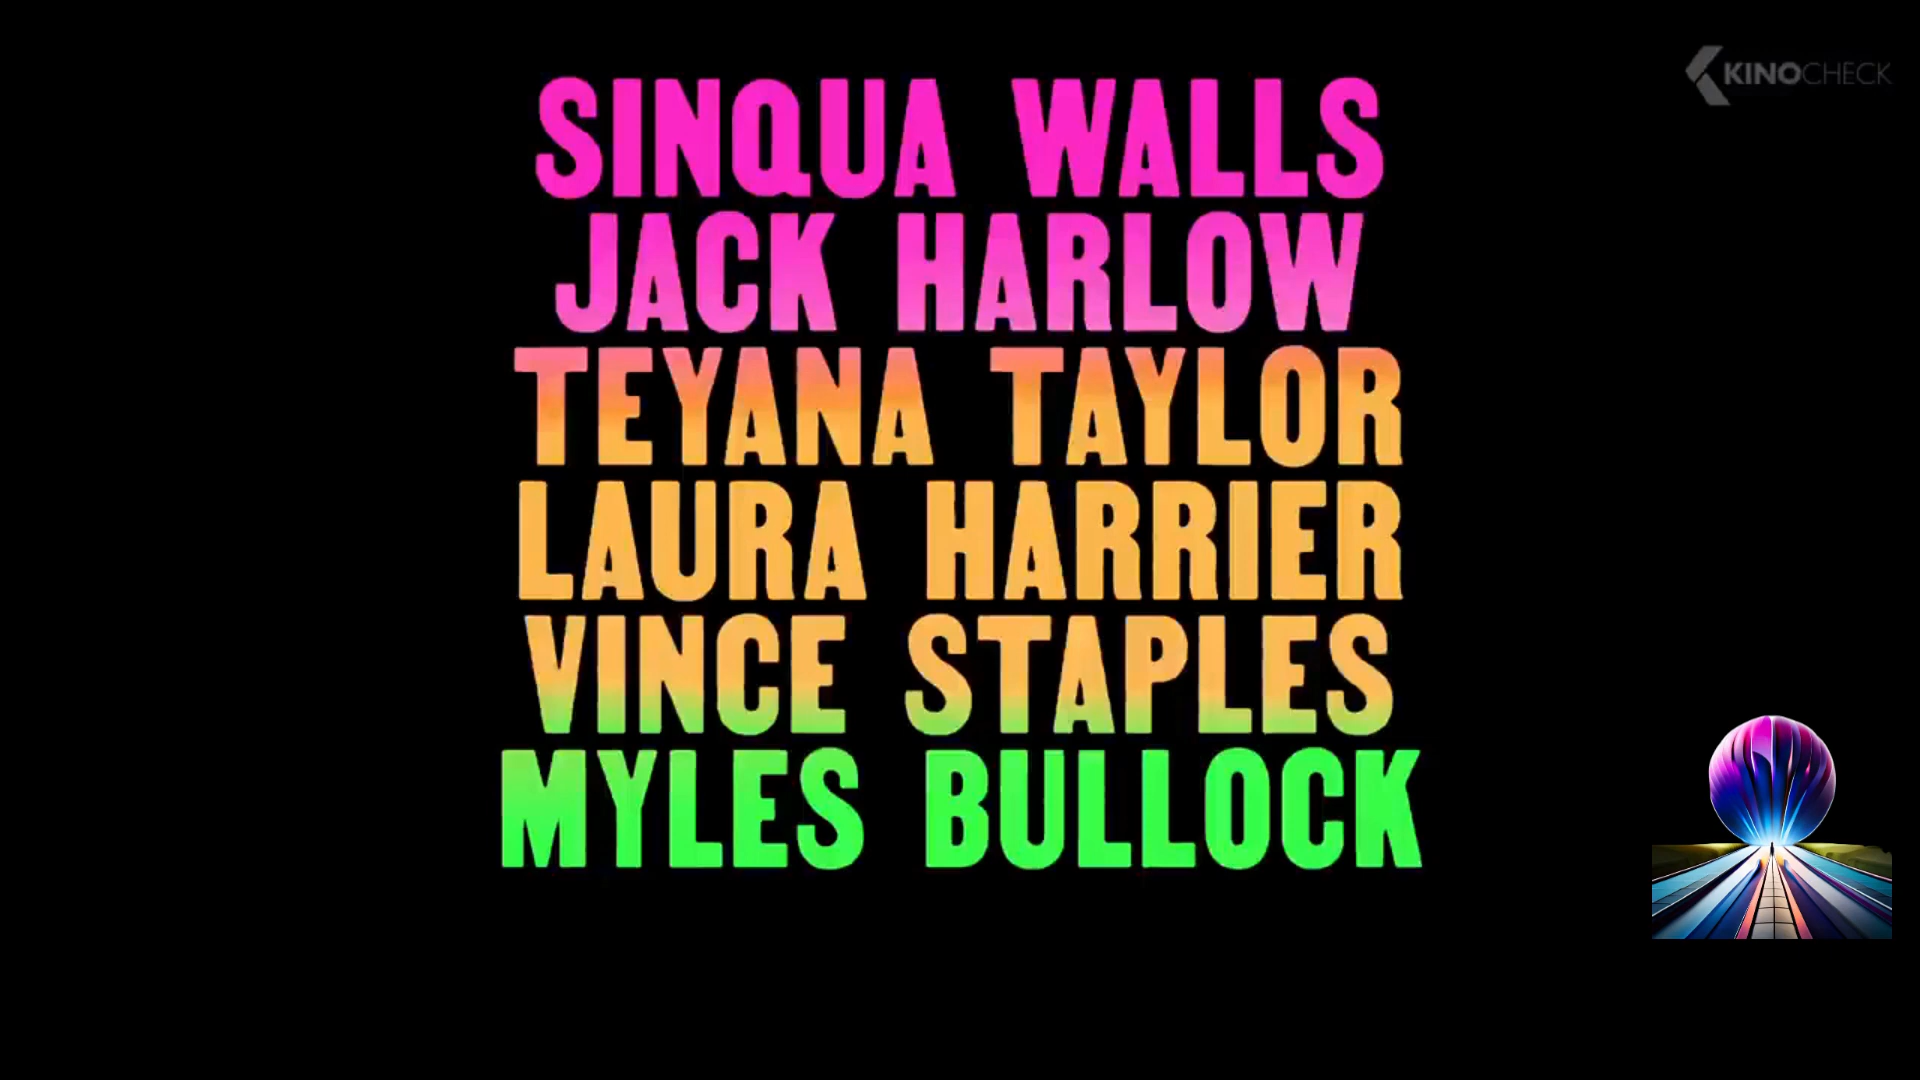 KINOCHECK
SINQUA WALLS
JACK HARLOW
TEYANA TAYLOR
LAURA HARRIER
VINCE STAPLES
MYLES BULLOCK